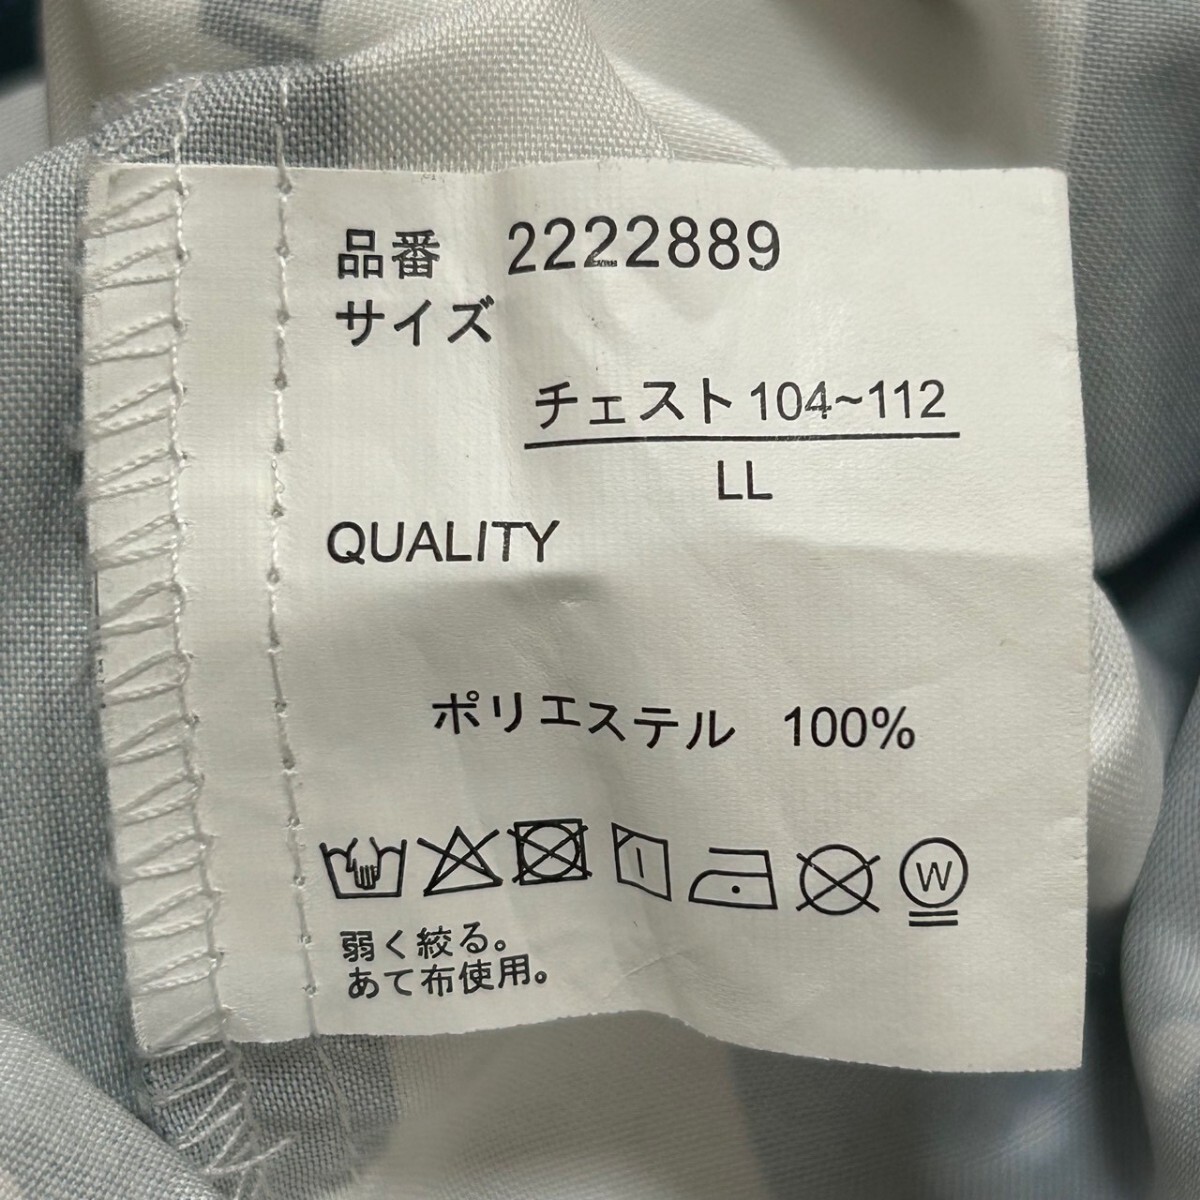 品番 2222889
サイズ
チェスト104~112
LL
QUALITY
ポリエステル 100%
W
弱く絞る。
あて布使用。